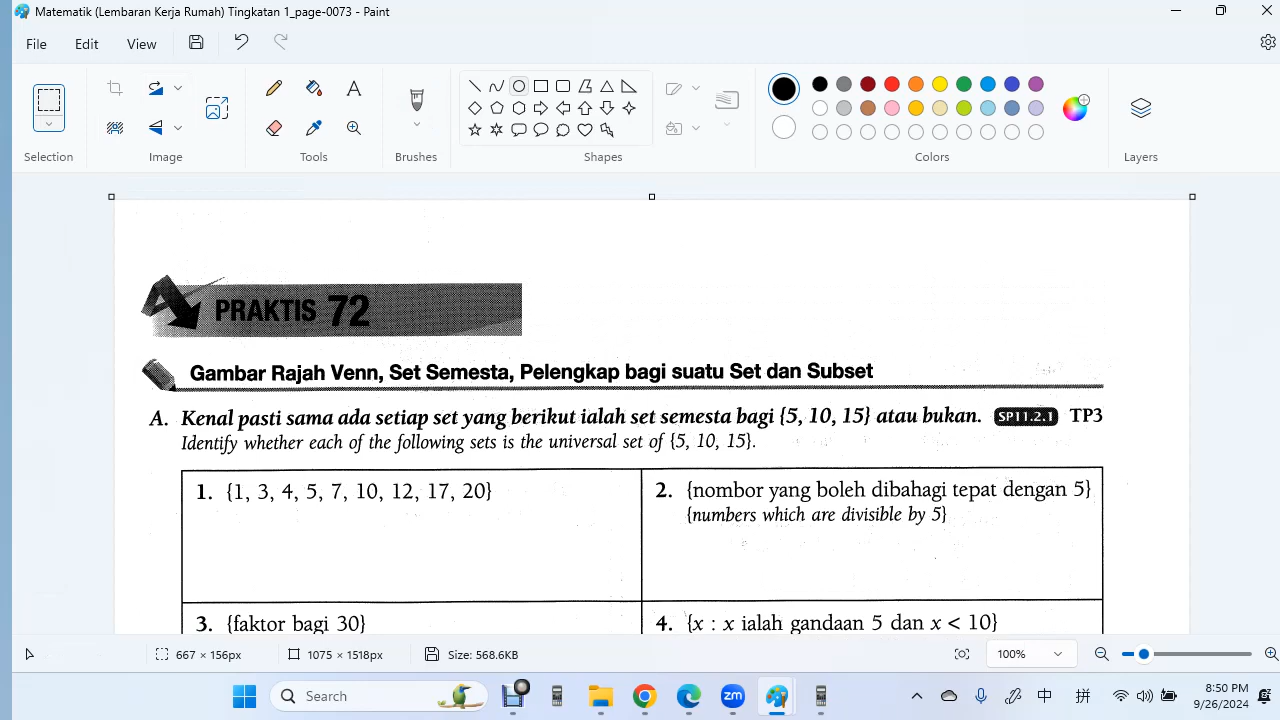 Matematik (Lembaran Kerja Rumah) Tingkatan 1_page-0073 - Paint
File Edit View
Selection Image Tools Brushes Shapes Colors Layers
PRAKTIS 72
Gambar Rajah Venn, Set Semesta, Pelengkap bagi suatu Set dan Subset
A. Kenal pasti sama ada setiap set yang berikut ialah set semesta bagi {5, 10, 15} atau bukan. SP11.2.1 TP3
Identify whether each of the following sets is the universal set of {5, 10, 15}.
1. {1, 3, 4, 5, 7, 10, 12, 17, 20}
2. {nombor yang boleh dibahagi tepat dengan 5}
{numbers which are divisible by 5}
3. {faktor bagi 30}
4. {x : x ialah gandaan 5 dan x < 10}
667 × 156px 1075 × 1518px Size: 568.6KB 100%
Search zm 中 拼 8:50 PM
9/26/2024